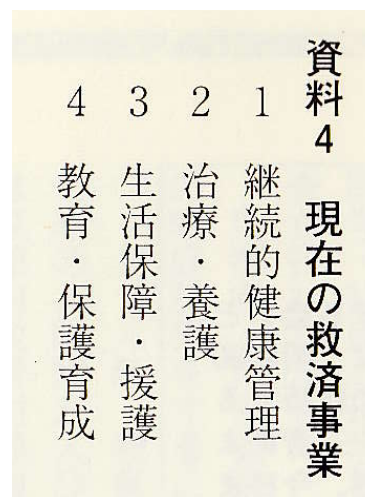 資料4　現在の救済事業
1　継続的健康管理
2　治療・養護
3　生活保障・援護
4　教育・保護育成